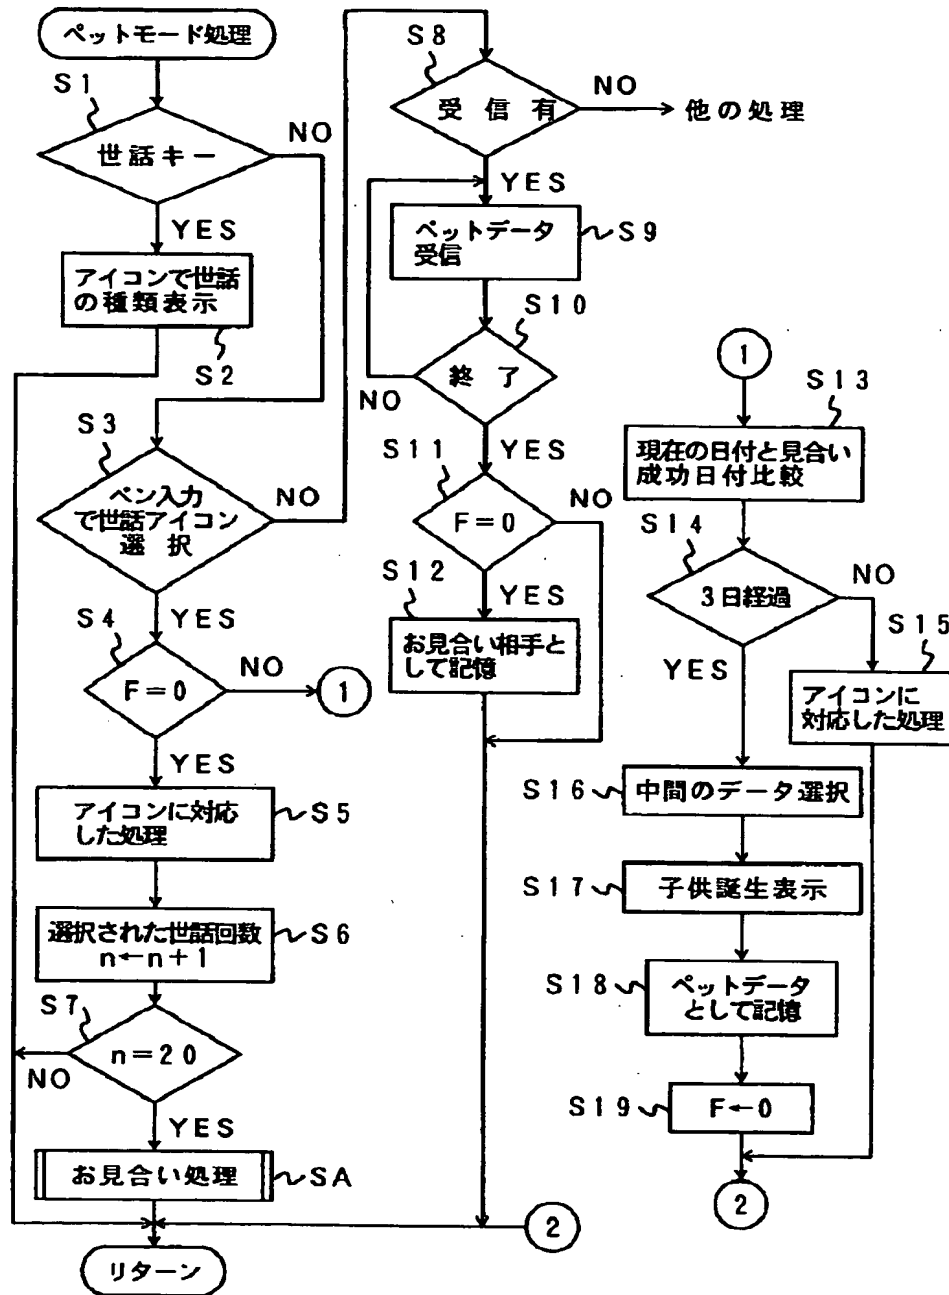 ペットモード処理
S1
世話キー
NO
YES
アイコンで世話
の種類表示
S2
S3
ペン入力
で世話アイコン
選択
NO
YES
S4
F=0
NO
1
YES
アイコンに対応
した処理
S5
選択された世話回数
n←n+1
S6
S7
n=20
NO
YES
お見合い処理
SA
リターン
S8
受信有
NO
他の処理
YES
ペットデータ
受信
S9
S10
終了
NO
YES
S11
F=0
NO
YES
S12
お見合い相手と
して記憶
2
1
S13
現在の日付と見合い
成功日付比較
S14
3日経過
NO
YES
S15
アイコンに
対応した処理
S16
中間のデータ選択
S17
子供誕生表示
S18
ペットデータ
として記憶
S19
F←0
2